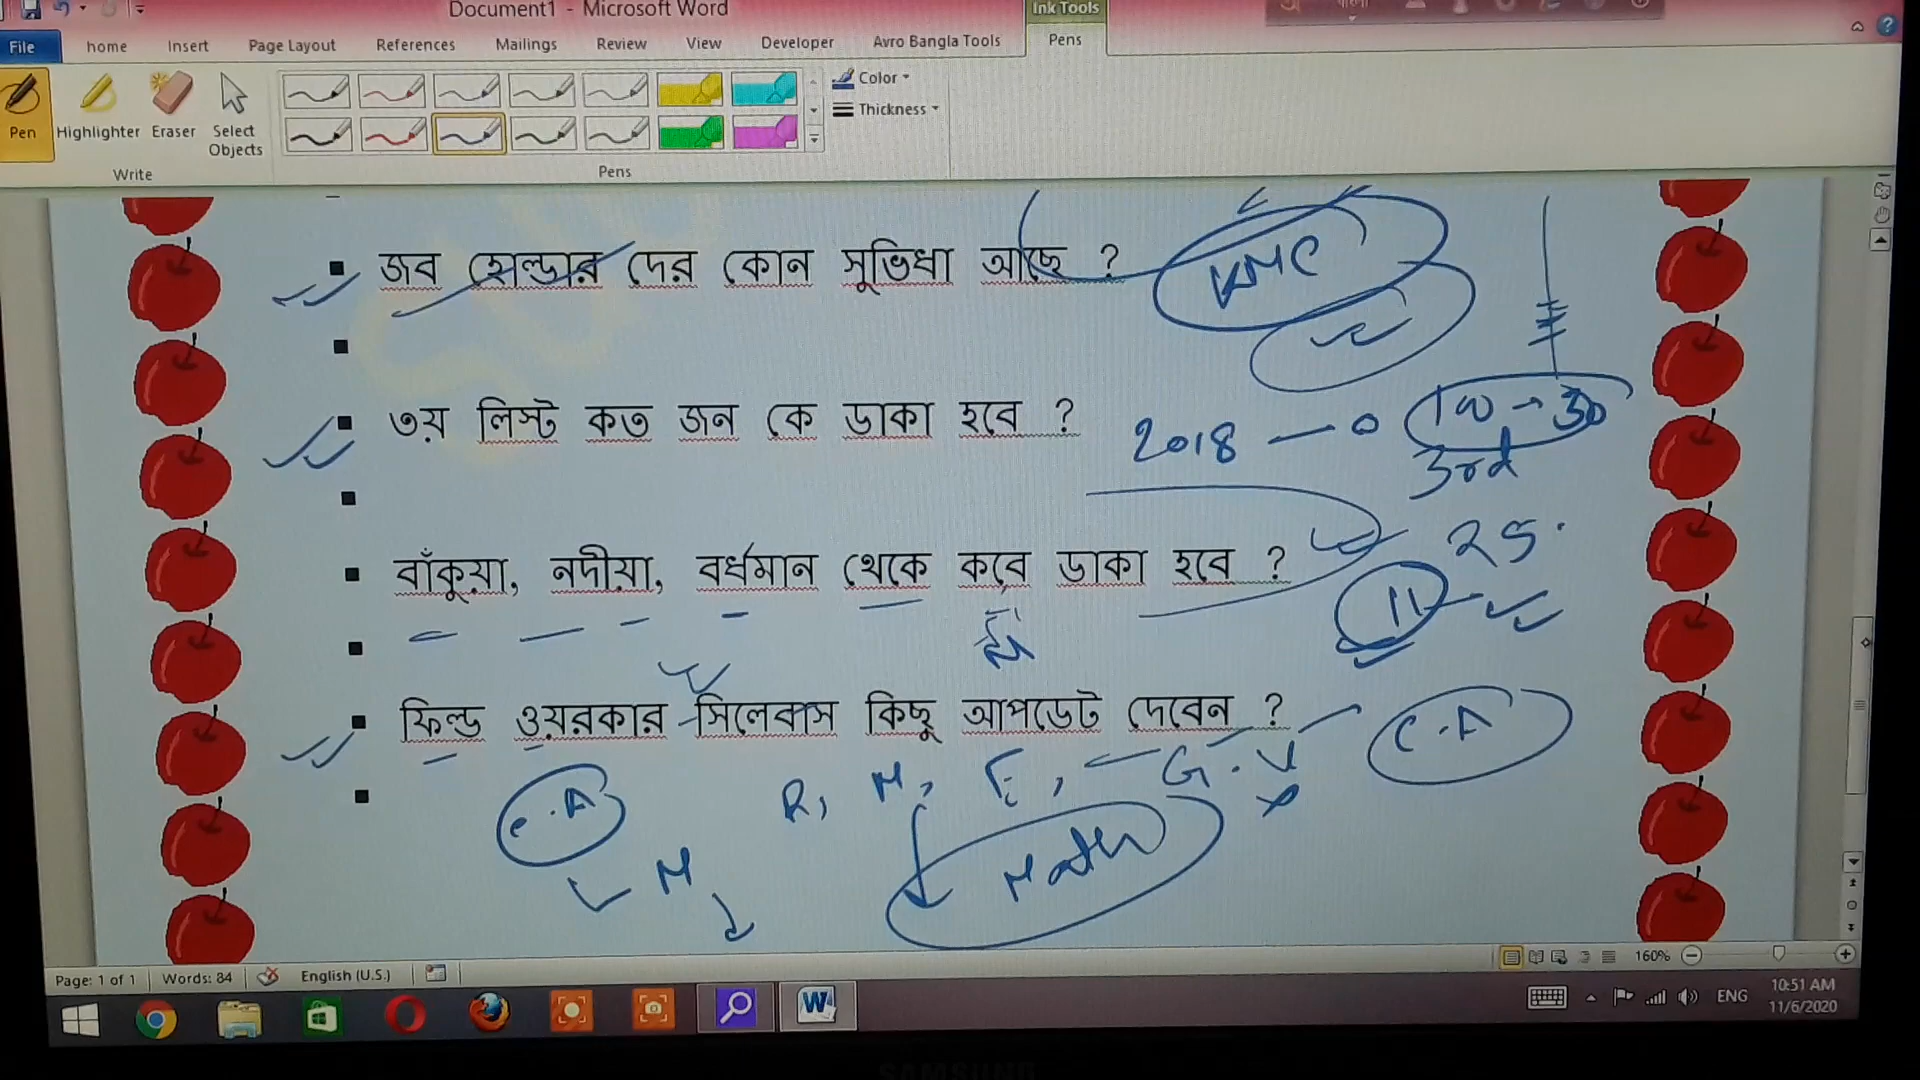 Document1 - Microsoft Word
Ink Tools
File home Insert Page Layout References Mailings Review View Developer Avro Bangla Tools Pens
Pen Highlighter Eraser Select Objects
Color
Thickness
Write
Pens
জব হোল্ডার দের কোন সুভিধা আছে ?
KMC
৩য় লিস্ট কত জন কে ডাকা হবে ?
2018
3rd
বাঁকুয়া, নদীয়া, বর্ধমান থেকে কবে ডাকা হবে ?
25
11
ফিল্ড ওয়রকার সিলেবাস কিছু আপডেট দেবেন ?
C.A
R, M, E, G.V
C.A
M
Math
Page: 1 of 1 Words: 84 English (U.S.) 160%
ENG
10:51 AM
11/6/2020
SAMSUNG